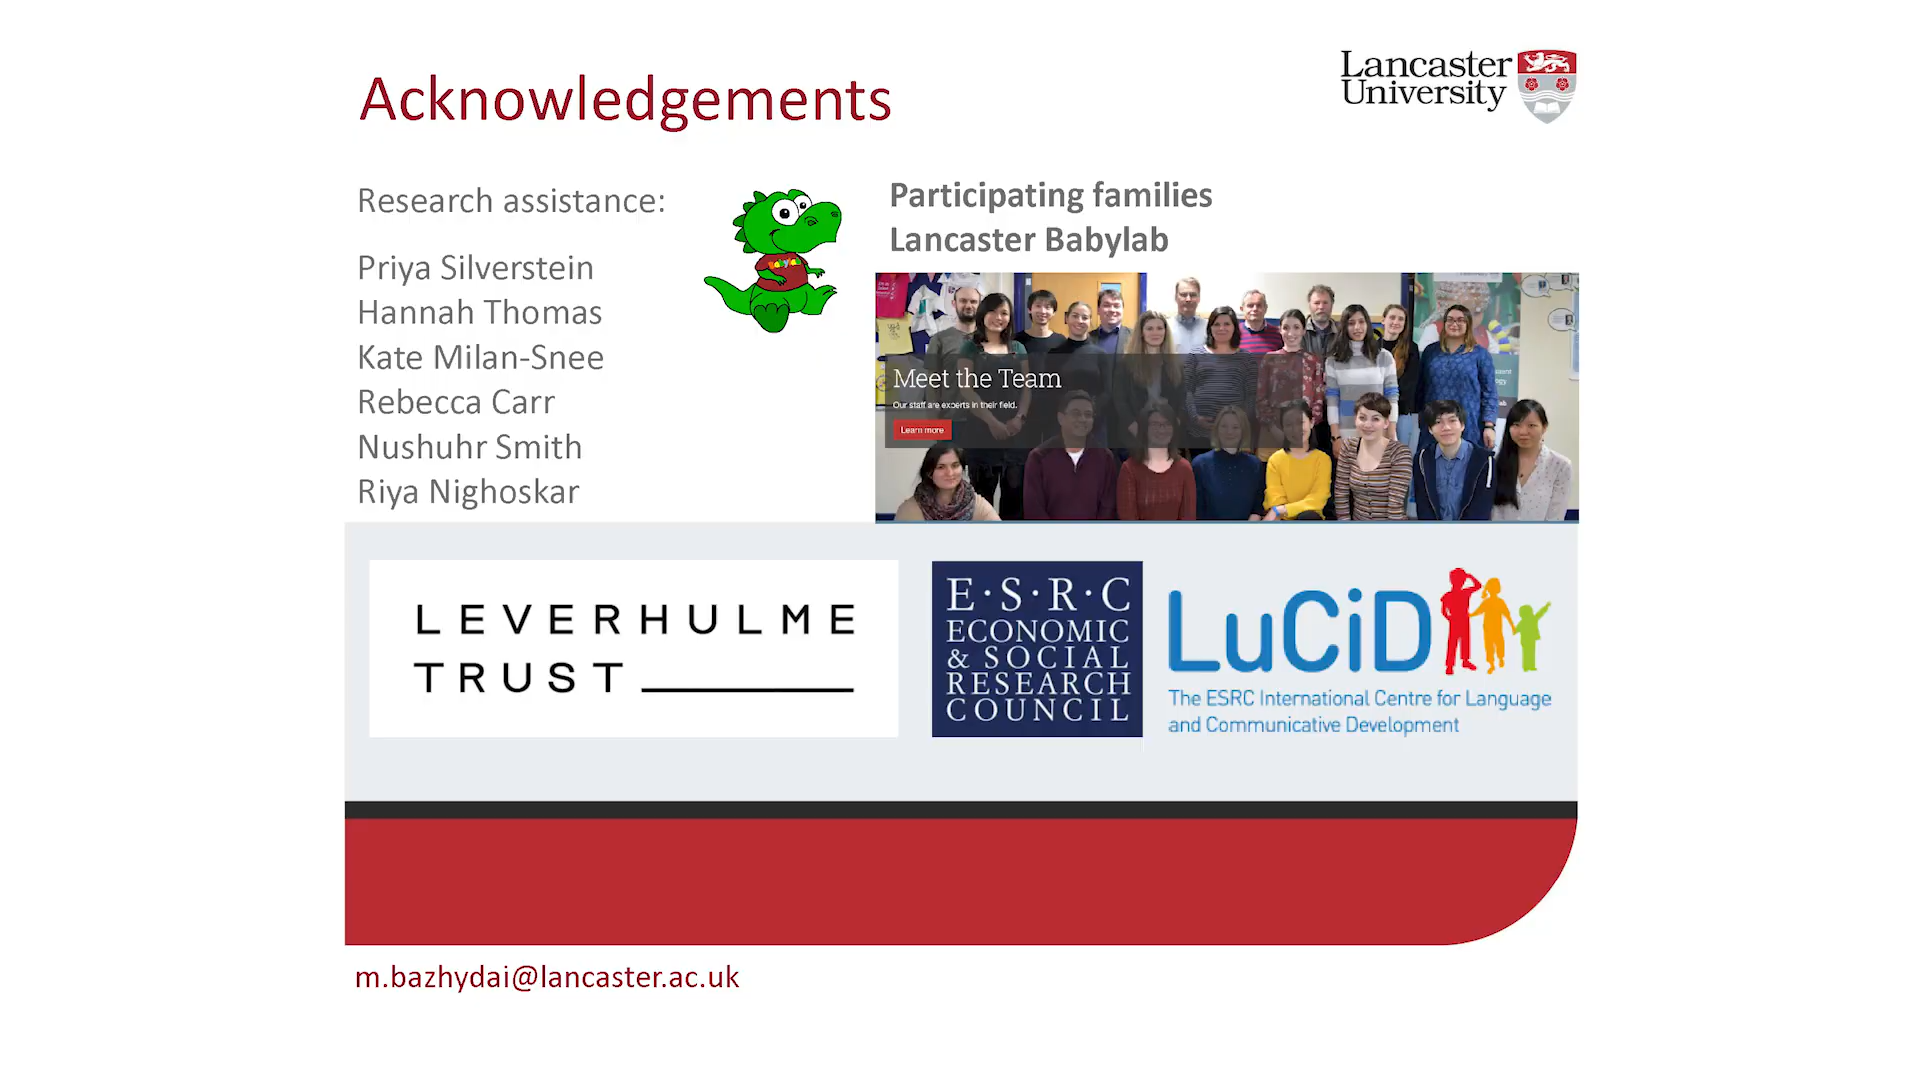 Acknowledgements
Lancaster
University
Research assistance:
Priya Silverstein
Hannah Thomas
Kate Milan-Snee
Rebecca Carr
Nushuhr Smith
Riya Nighoskar
Babylab
Participating families
Lancaster Babylab
Meet the Team
Our staff are experts in their field.
Learn more
LEVERHULME
TRUST
E·S·R·C
ECONOMIC
& SOCIAL
RESEARCH
COUNCIL
LuCiD
The ESRC International Centre for Language
and Communicative Development
m.bazhydai@lancaster.ac.uk